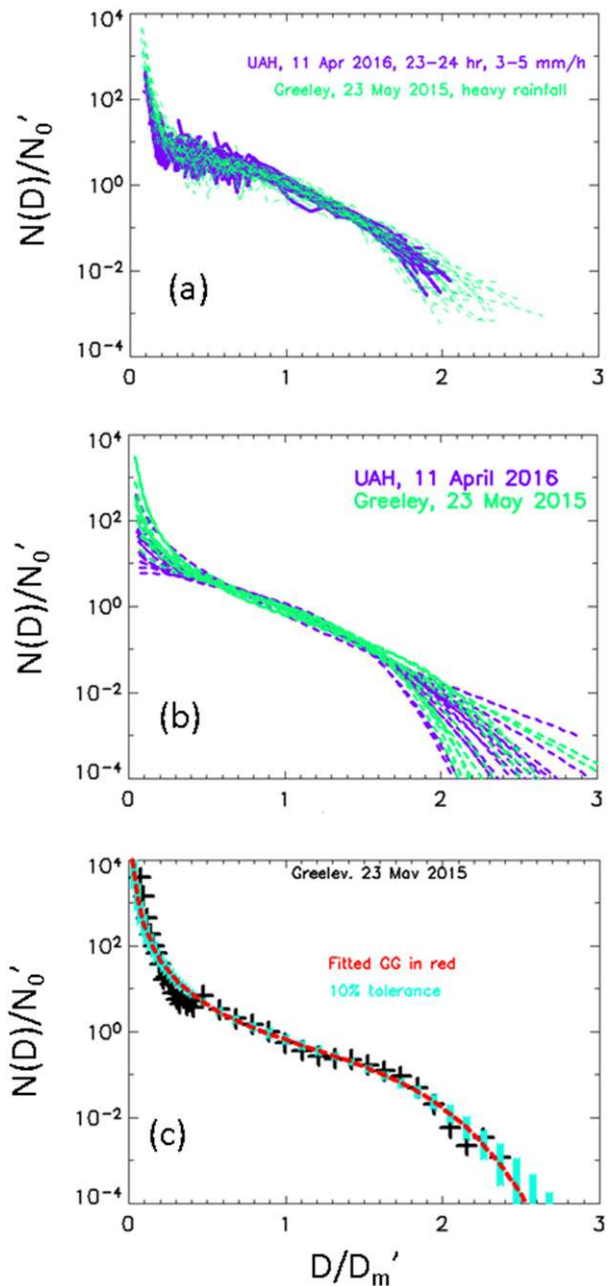 N(D)/N₀'
10⁴
10²
10⁰
10⁻²
10⁻⁴
UAH, 11 Apr 2016, 23-24 hr, 3-5 mm/h
Greeley, 23 May 2015, heavy rainfall
(a)
0 1 2 3
N(D)/N₀'
10⁴
10²
10⁰
10⁻²
10⁻⁴
UAH, 11 April 2016
Greeley, 23 May 2015
(b)
0 1 2 3
N(D)/N₀'
10⁴
10²
10⁰
10⁻²
10⁻⁴
Greeley, 23 May 2015
Fitted GG in red
10% tolerance
(c)
0 1 2 3
D/Dₘ'